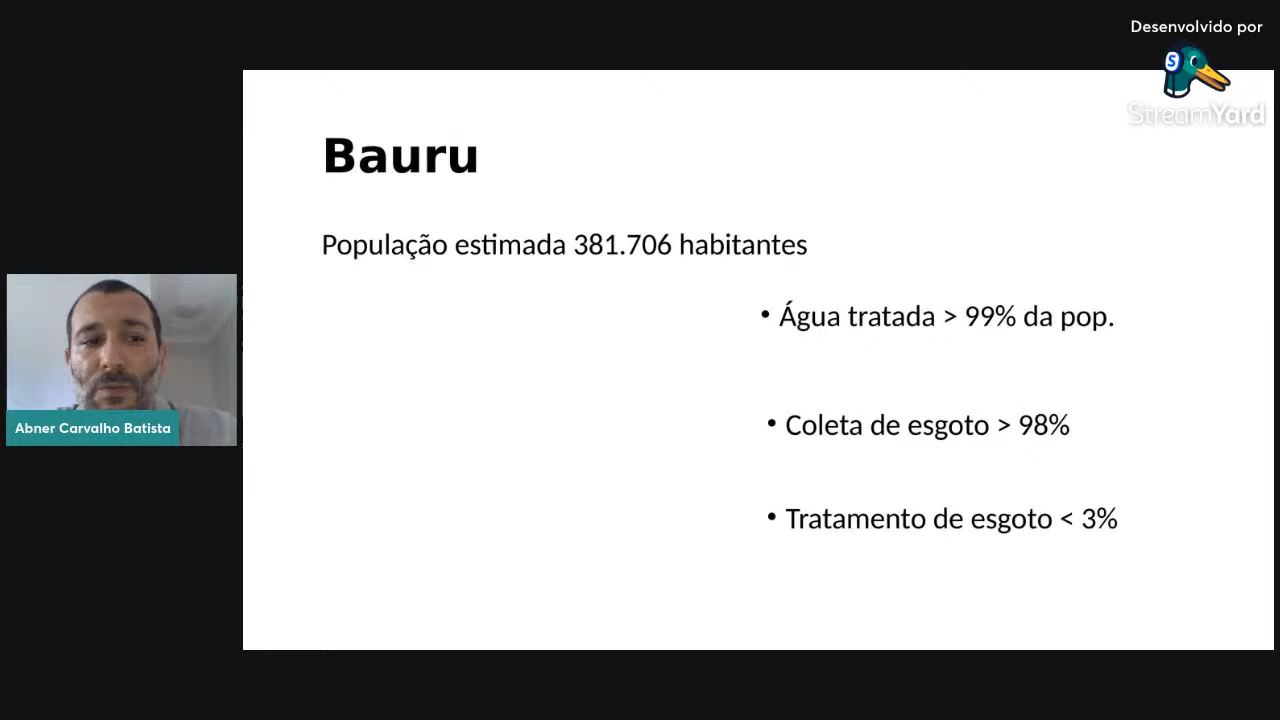 Desenvolvido por
StreamYard
Bauru
População estimada 381.706 habitantes
• Água tratada > 99% da pop.
• Coleta de esgoto > 98%
• Tratamento de esgoto < 3%
Abner Carvalho Batista